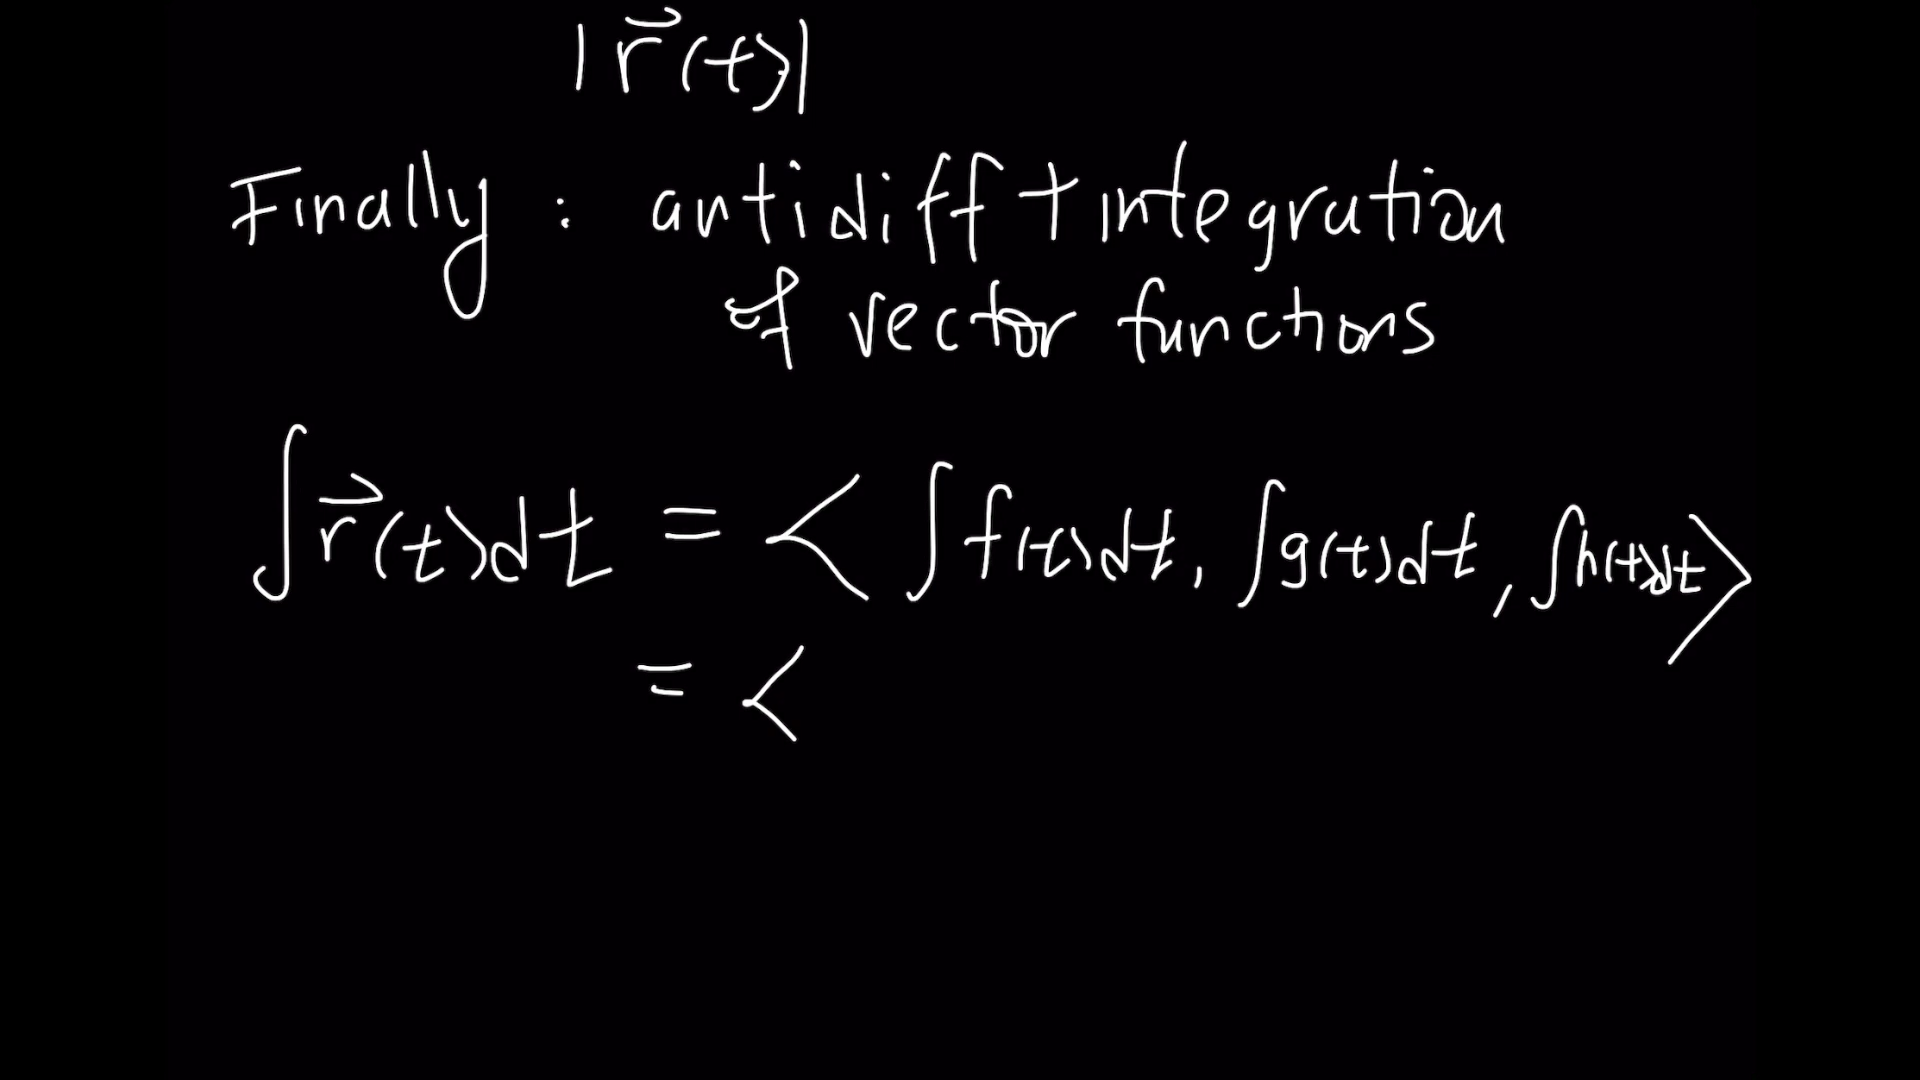 |r⃗(t)|
Finally : antidiff + integration
of vector functions
∫r⃗(t)dt = < ∫f(t)dt, ∫g(t)dt, ∫h(t)dt>
= <